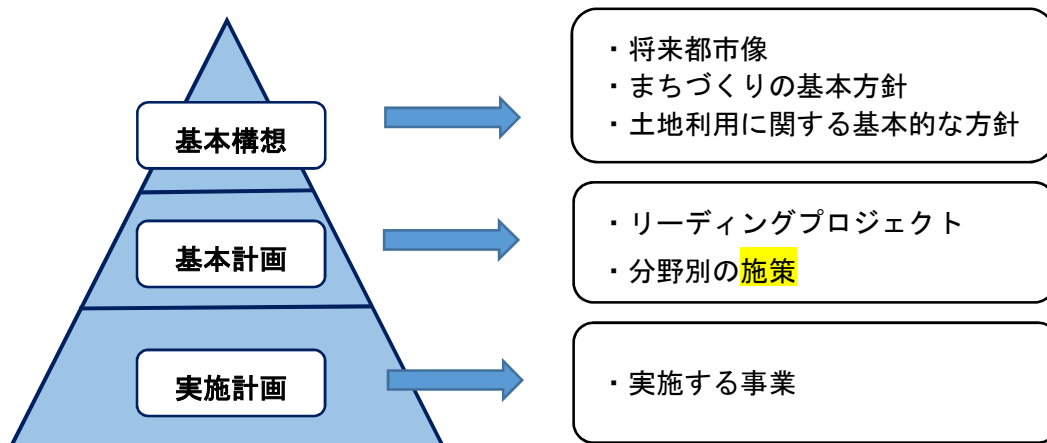 基本構想
・将来都市像
・まちづくりの基本方針
・土地利用に関する基本的な方針
基本計画
・リーディングプロジェクト
・分野別の施策
実施計画
・実施する事業